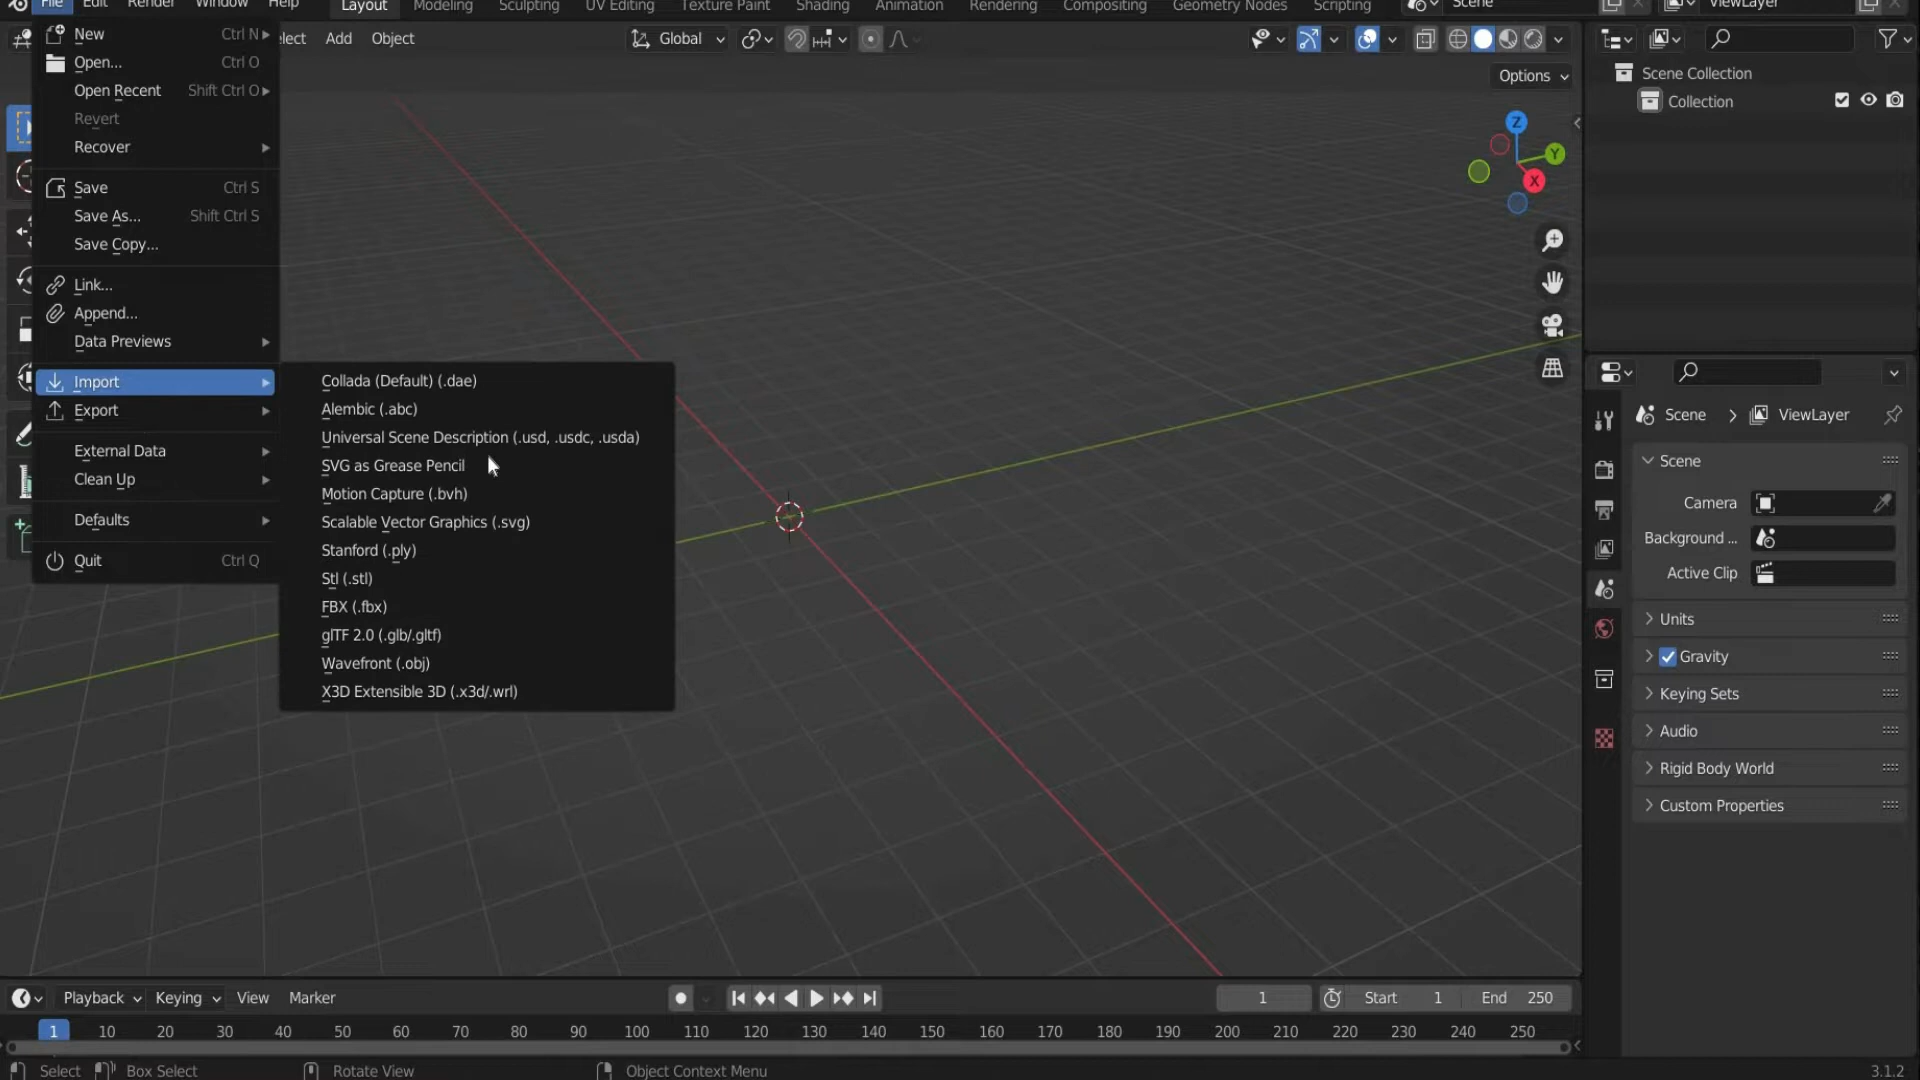 File Edit Render Window Help Layout Modeling Sculpting UV Editing Texture Paint Shading Animation Rendering Compositing Geometry Nodes Scripting Scene ViewLayer
Add Object Global
Options
New Ctrl N
Open... Ctrl O
Open Recent Shift Ctrl O
Revert
Recover
Save Ctrl S
Save As... Shift Ctrl S
Save Copy...
Link...
Append...
Data Previews
Import
Export
External Data
Clean Up
Defaults
Quit Ctrl Q
Collada (Default) (.dae)
Alembic (.abc)
Universal Scene Description (.usd, .usdc, .usda)
SVG as Grease Pencil
Motion Capture (.bvh)
Scalable Vector Graphics (.svg)
Stanford (.ply)
Stl (.stl)
FBX (.fbx)
glTF 2.0 (.glb/.gltf)
Wavefront (.obj)
X3D Extensible 3D (.x3d/.wrl)
Z
Y
X
Scene Collection
Collection
Scene ViewLayer
Scene
Camera
Background ...
Active Clip
Units
Gravity
Keying Sets
Audio
Rigid Body World
Custom Properties
Playback Keying View Marker 1 Start 1 End 250
1 10 20 30 40 50 60 70 80 90 100 110 120 130 140 150 160 170 180 190 200 210 220 230 240 250
Select Box Select Rotate View Object Context Menu 3.1.2